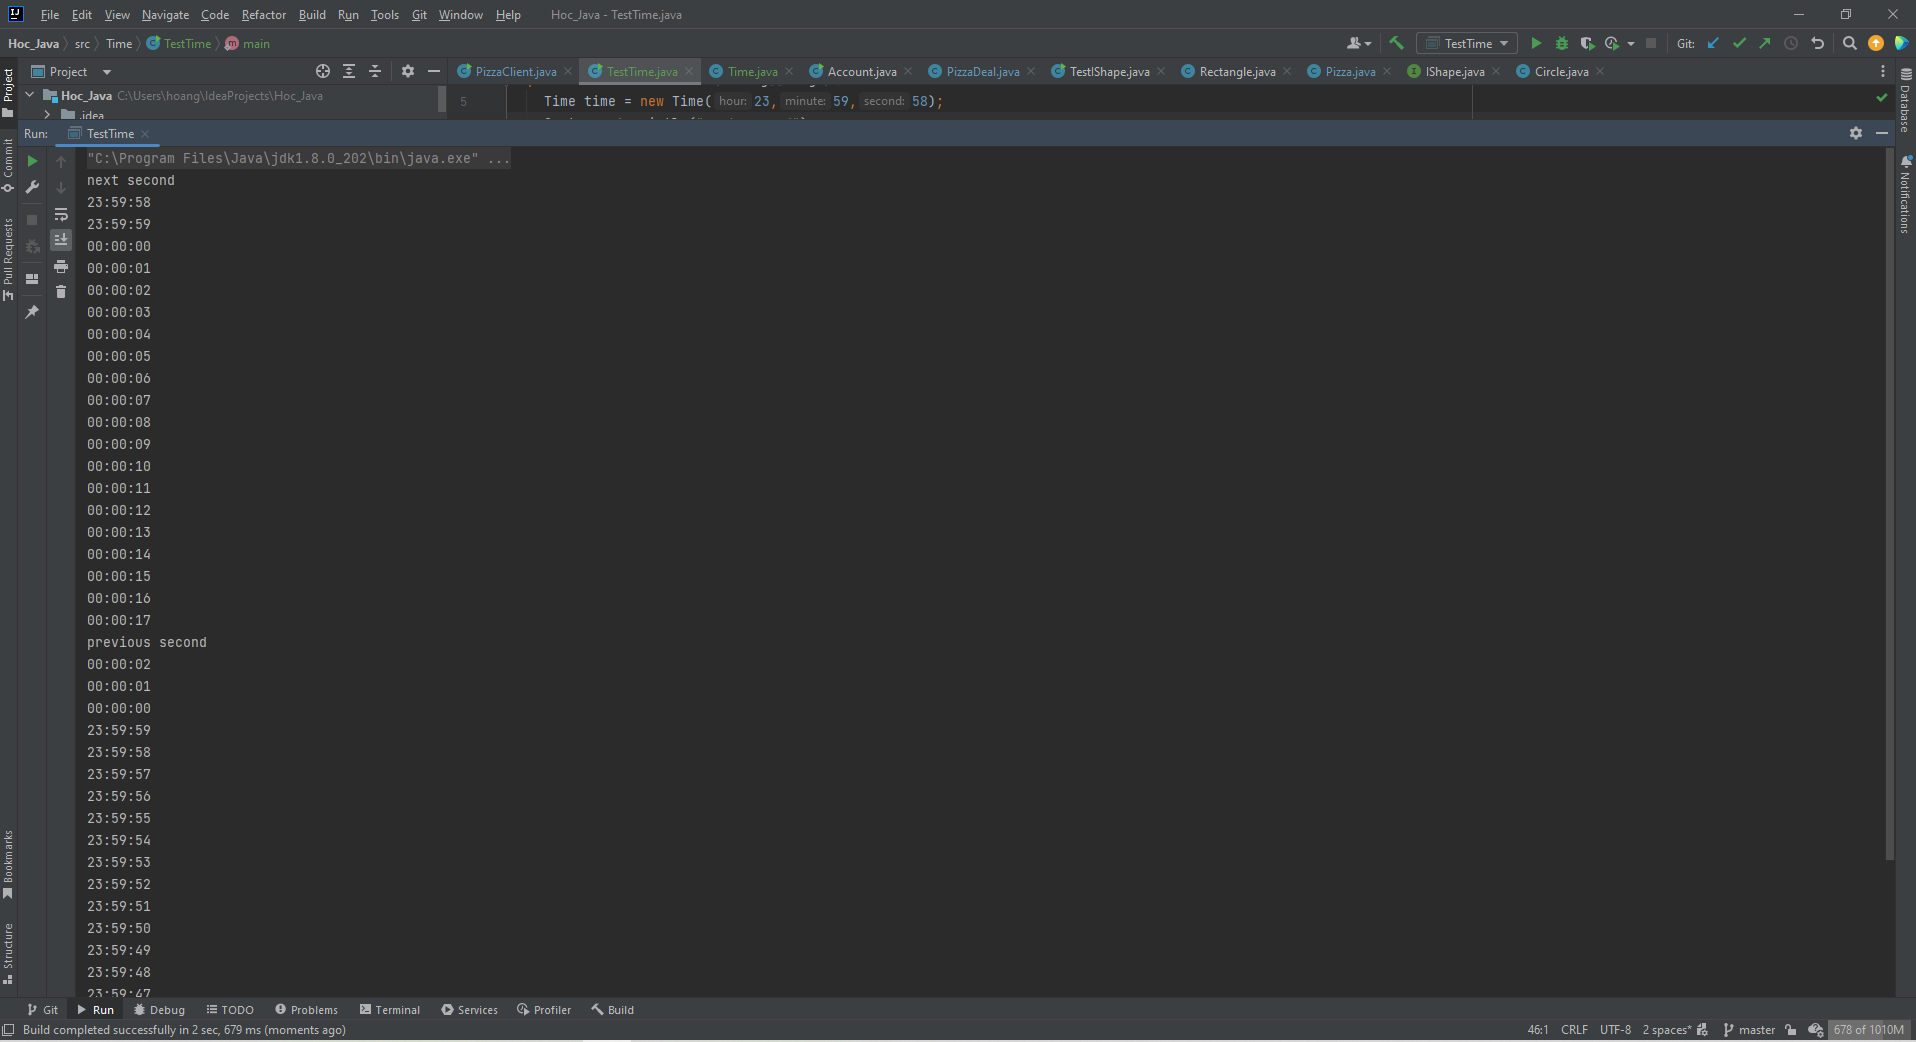 File Edit View Navigate Code Refactor Build Run Tools Git Window Help Hoc_Java - TestTime.java
Hoc_Java src Time TestTime main TestTime Git:
Project PizzaClient.java TestTime.java Time.java Account.java PizzaDeal.java TestIShape.java Rectangle.java Pizza.java IShape.java Circle.java
Hoc_Java C:\Users\hoang\IdeaProjects\Hoc_Java
5 Time time = new Time( hour: 23, minute: 59, second: 58);
.idea
Run: TestTime
"C:\Program Files\Java\jdk1.8.0_202\bin\java.exe" ...
next second
23:59:58
23:59:59
00:00:00
00:00:01
00:00:02
00:00:03
00:00:04
00:00:05
00:00:06
00:00:07
00:00:08
00:00:09
00:00:10
00:00:11
00:00:12
00:00:13
00:00:14
00:00:15
00:00:16
00:00:17
previous second
00:00:02
00:00:01
00:00:00
23:59:59
23:59:58
23:59:57
23:59:56
23:59:55
23:59:54
23:59:53
23:59:52
23:59:51
23:59:50
23:59:49
23:59:48
23:59:47
Project
Commit
Pull Requests
Bookmarks
Structure
Database
Notifications
Git Run Debug TODO Problems Terminal Services Profiler Build
Build completed successfully in 2 sec, 679 ms (moments ago) 46:1 CRLF UTF-8 2 spaces* master 678 of 1010M